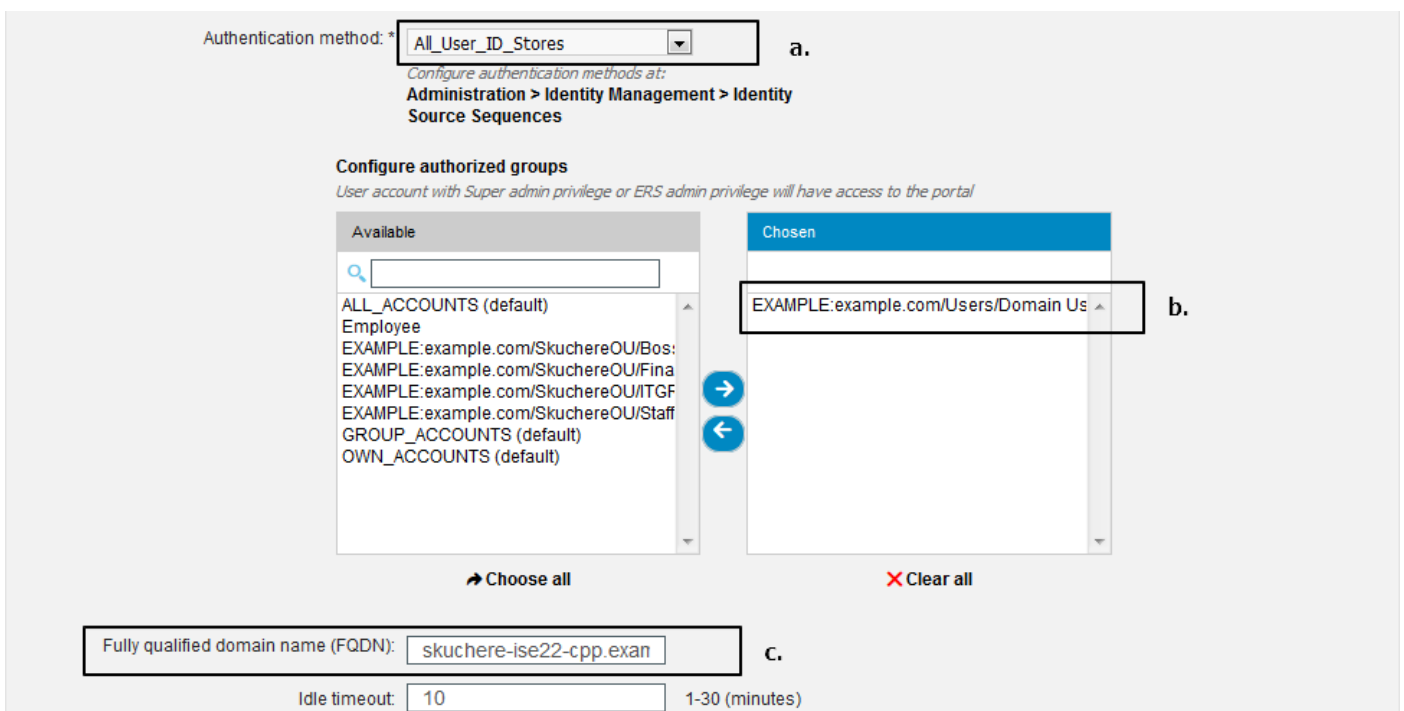 Authentication method: * All_User_ID_Stores a.
Configure authentication methods at:
Administration > Identity Management > Identity
Source Sequences
Configure authorized groups
User account with Super admin privilege or ERS admin privilege will have access to the portal
Available Chosen
ALL_ACCOUNTS (default) EXAMPLE:example.com/Users/Domain Us b.
Employee
EXAMPLE:example.com/SkuchereOU/Bos
EXAMPLE:example.com/SkuchereOU/Fina
EXAMPLE:example.com/SkuchereOU/ITGR
EXAMPLE:example.com/SkuchereOU/Staff
GROUP_ACCOUNTS (default)
OWN_ACCOUNTS (default)
Choose all Clear all
Fully qualified domain name (FQDN): skuchere-ise22-cpp.exam c.
Idle timeout: 10 1-30 (minutes)